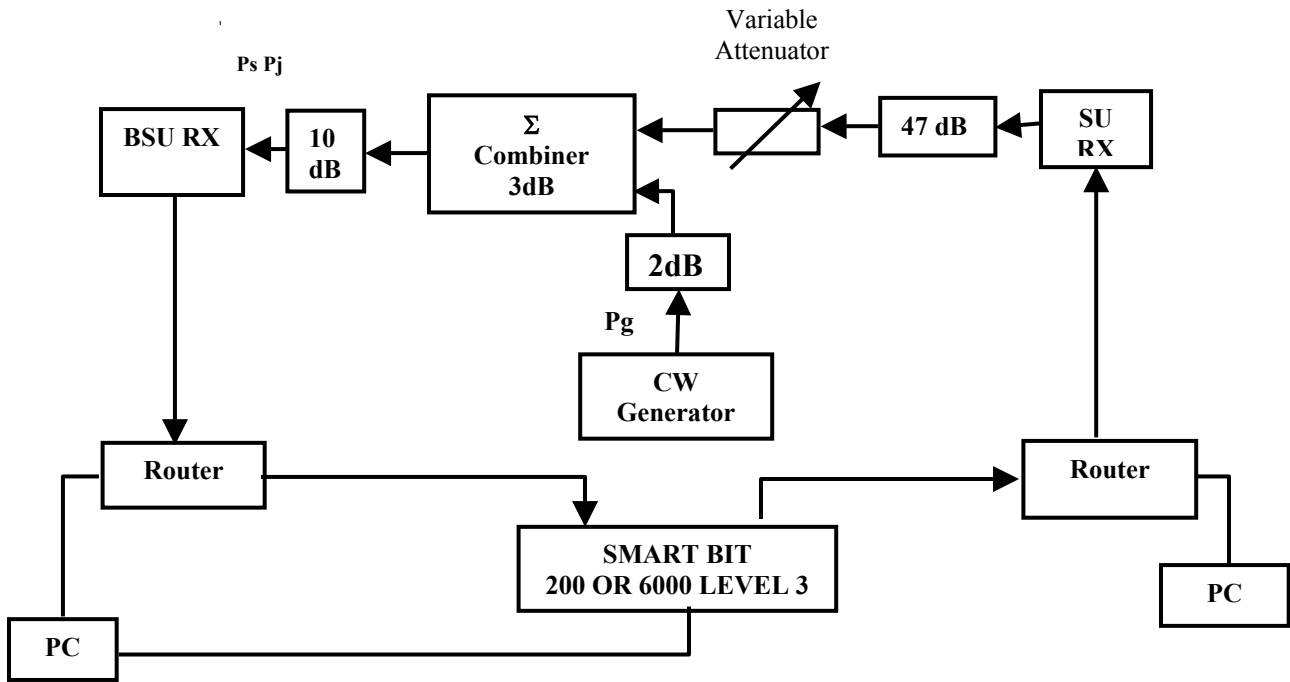 Variable
Attenuator
Ps Pj
BSU RX
10
dB
Σ
Combiner
3dB
47 dB
SU
RX
2dB
Pg
CW
Generator
Router
Router
SMART BIT
200 OR 6000 LEVEL 3
PC
PC